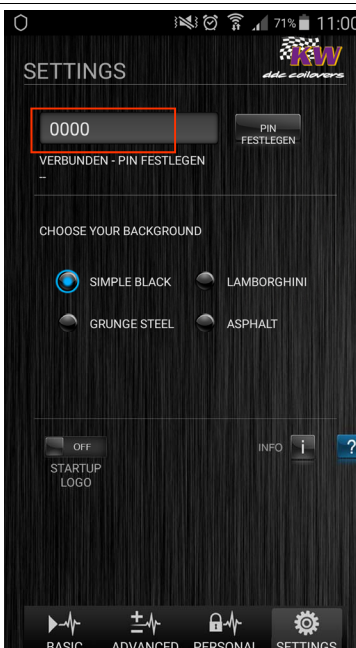 71% 11:00
SETTINGS
KW
ddc coilovers
0000
PIN
FESTLEGEN
VERBUNDEN - PIN FESTLEGEN
--
CHOOSE YOUR BACKGROUND
SIMPLE BLACK
LAMBORGHINI
GRUNGE STEEL
ASPHALT
OFF
STARTUP
LOGO
INFO i ?
BASIC ADVANCED PERSONAL SETTINGS